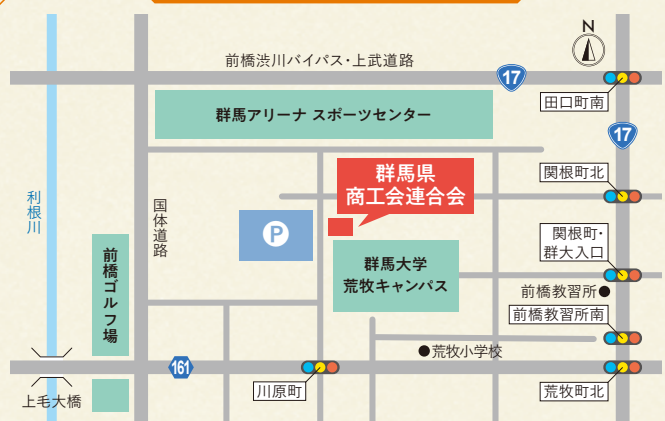 N
前橋渋川バイパス・上武道路
17
田口町南
群馬アリーナ スポーツセンター
17
群馬県
商工会連合会
関根町北
利根川
国体道路
P
関根町・
群大入口
前橋ゴルフ場
群馬大学
荒牧キャンパス
前橋教習所
前橋教習所南
荒牧小学校
161
川原町
荒牧町北
上毛大橋